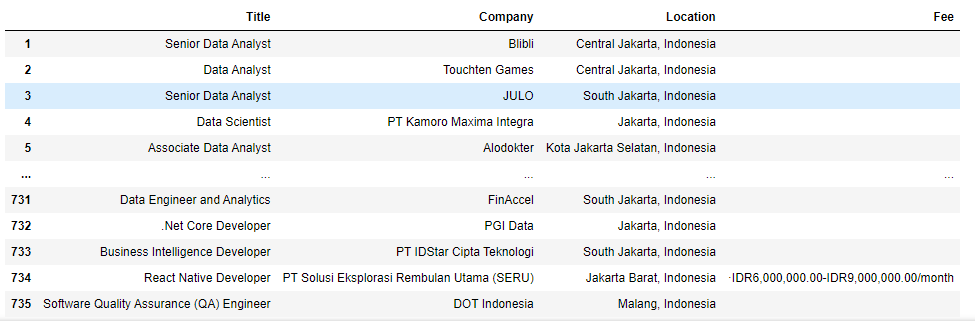 Title Company Location Fee
1 Senior Data Analyst Blibli Central Jakarta, Indonesia
2 Data Analyst Touchten Games Central Jakarta, Indonesia
3 Senior Data Analyst JULO South Jakarta, Indonesia
4 Data Scientist PT Kamoro Maxima Integra Jakarta, Indonesia
5 Associate Data Analyst Alodokter Kota Jakarta Selatan, Indonesia
... ... ... ... ...
731 Data Engineer and Analytics FinAccel South Jakarta, Indonesia
732 .Net Core Developer PGI Data Jakarta, Indonesia
733 Business Intelligence Developer PT IDStar Cipta Teknologi South Jakarta, Indonesia
734 React Native Developer PT Solusi Eksplorasi Rembulan Utama (SERU) Jakarta Barat, Indonesia ·IDR6,000,000.00-IDR9,000,000.00/month
735 Software Quality Assurance (QA) Engineer DOT Indonesia Malang, Indonesia